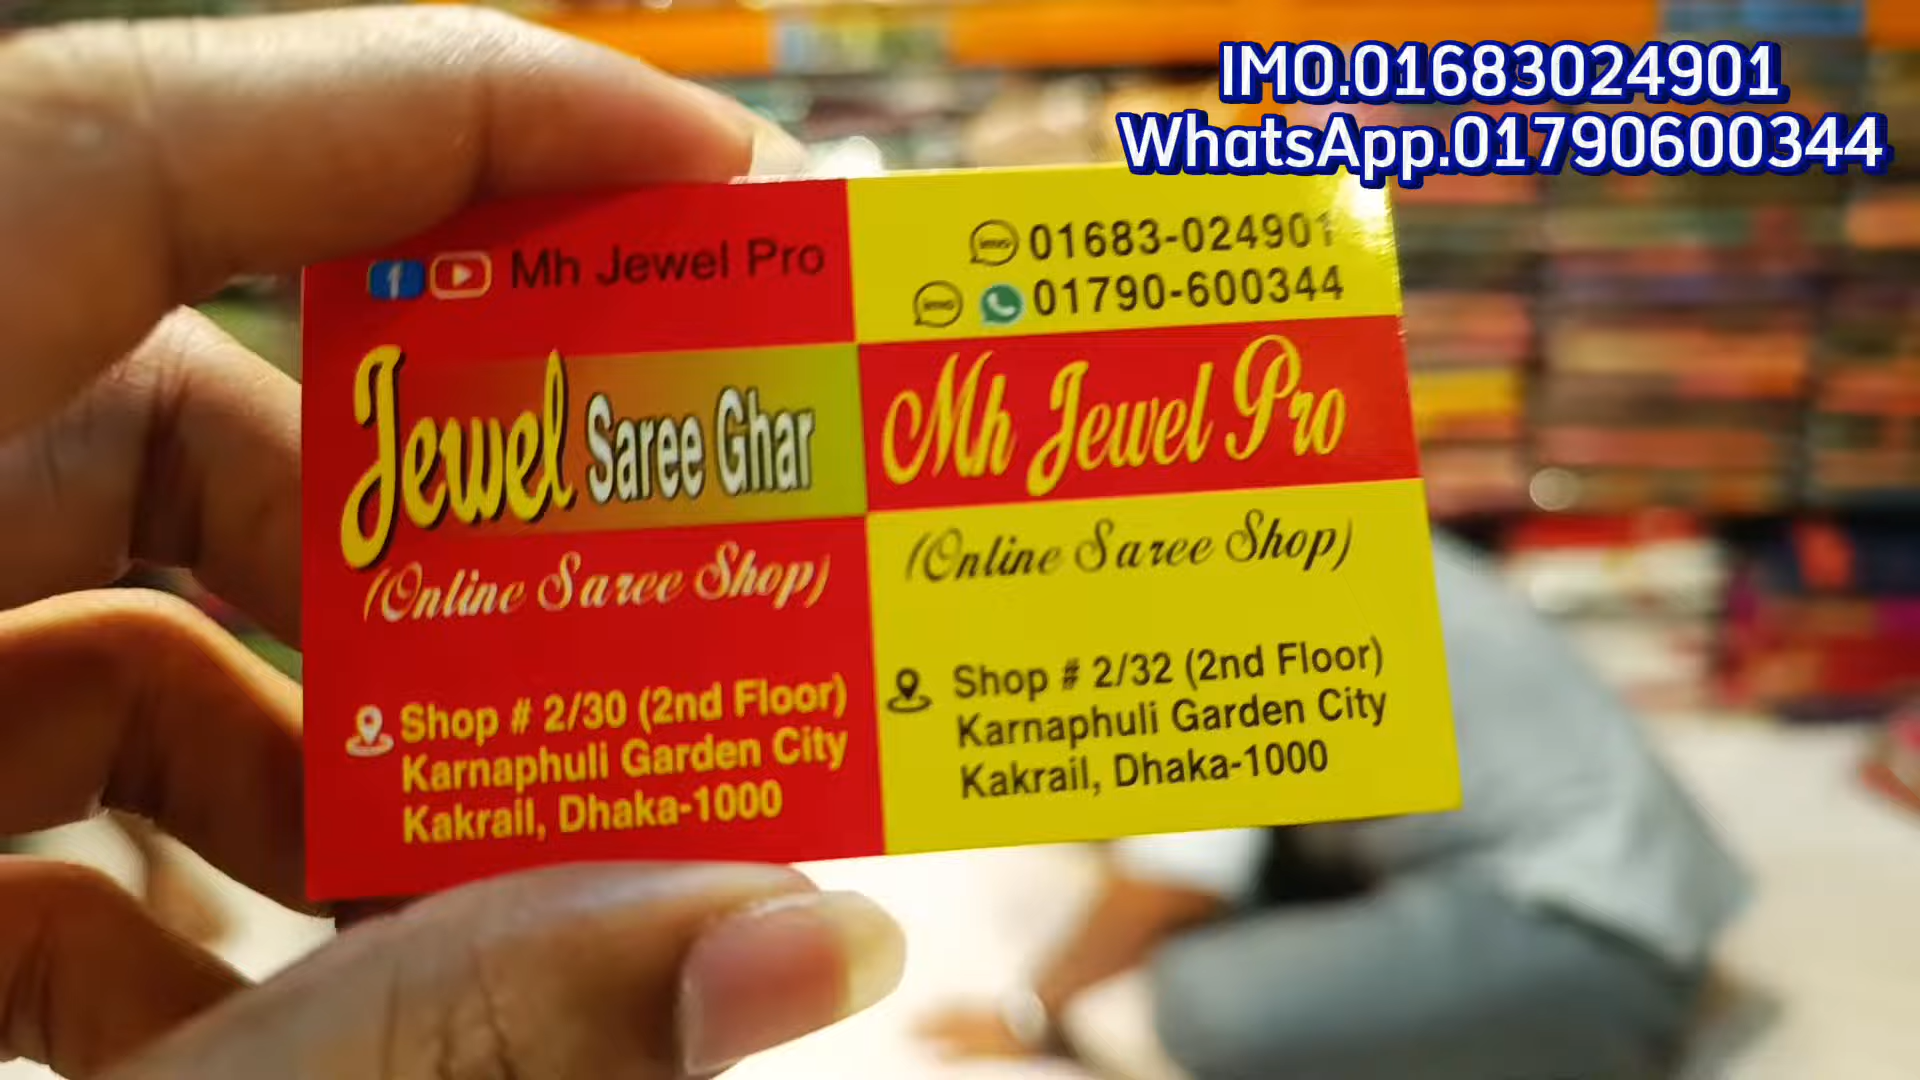 IMO.01683024901
WhatsApp.01790600344
Mh Jewel Pro
Jewel Saree Ghar
(Online Saree Shop)
Shop # 2/30 (2nd Floor)
Karnaphuli Garden City
Kakrail, Dhaka-1000
imo 01683-024901
imo 01790-600344
Mh Jewel Pro
(Online Saree Shop)
Shop # 2/32 (2nd Floor)
Karnaphuli Garden City
Kakrail, Dhaka-1000